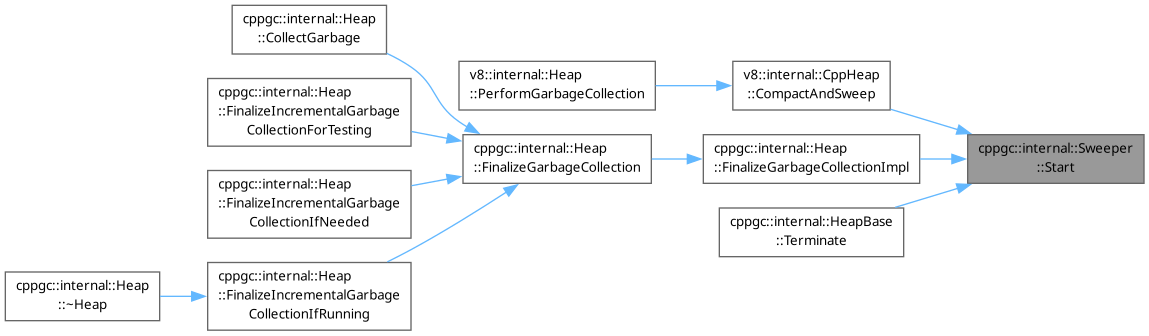 cppgc::internal::Heap
::CollectGarbage
cppgc::internal::Heap
::FinalizeIncrementalGarbage
CollectionForTesting
cppgc::internal::Heap
::FinalizeIncrementalGarbage
CollectionIfNeeded
cppgc::internal::Heap
::FinalizeIncrementalGarbage
CollectionIfRunning
cppgc::internal::Heap
::~Heap
v8::internal::Heap
::PerformGarbageCollection
cppgc::internal::Heap
::FinalizeGarbageCollection
v8::internal::CppHeap
::CompactAndSweep
cppgc::internal::Heap
::FinalizeGarbageCollectionImpl
cppgc::internal::HeapBase
::Terminate
cppgc::internal::Sweeper
::Start